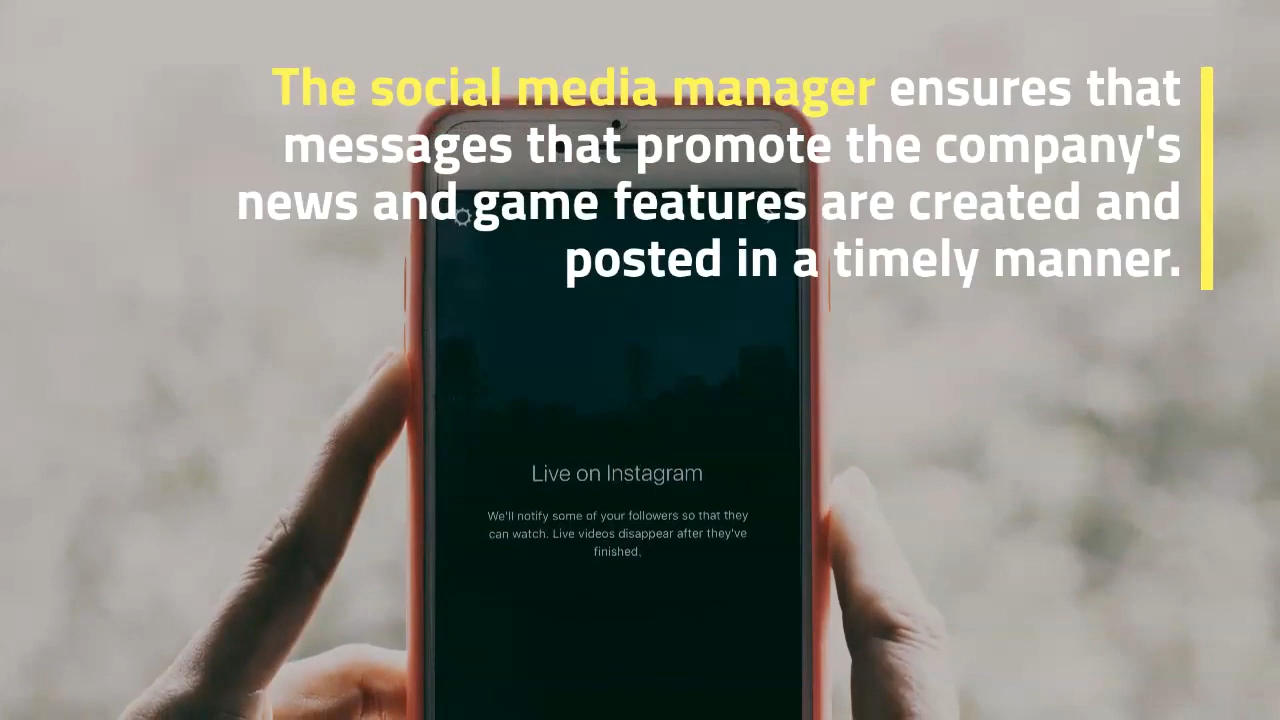 The social media manager ensures that
messages that promote the company's
news and game features are created and
posted in a timely manner.
Live on Instagram
We'll notify some of your followers so that they
can watch. Live videos disappear after they've
finished.